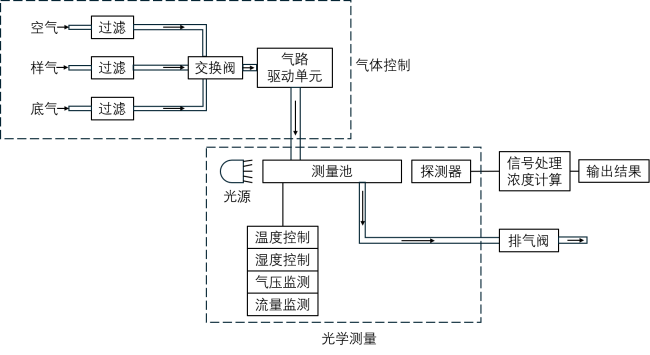 空气
过滤
样气
过滤
交换阀
气路
驱动单元
气体控制
底气
过滤
光源
测量池
探测器
信号处理
浓度计算
输出结果
温度控制
湿度控制
气压监测
流量监测
排气阀
光学测量